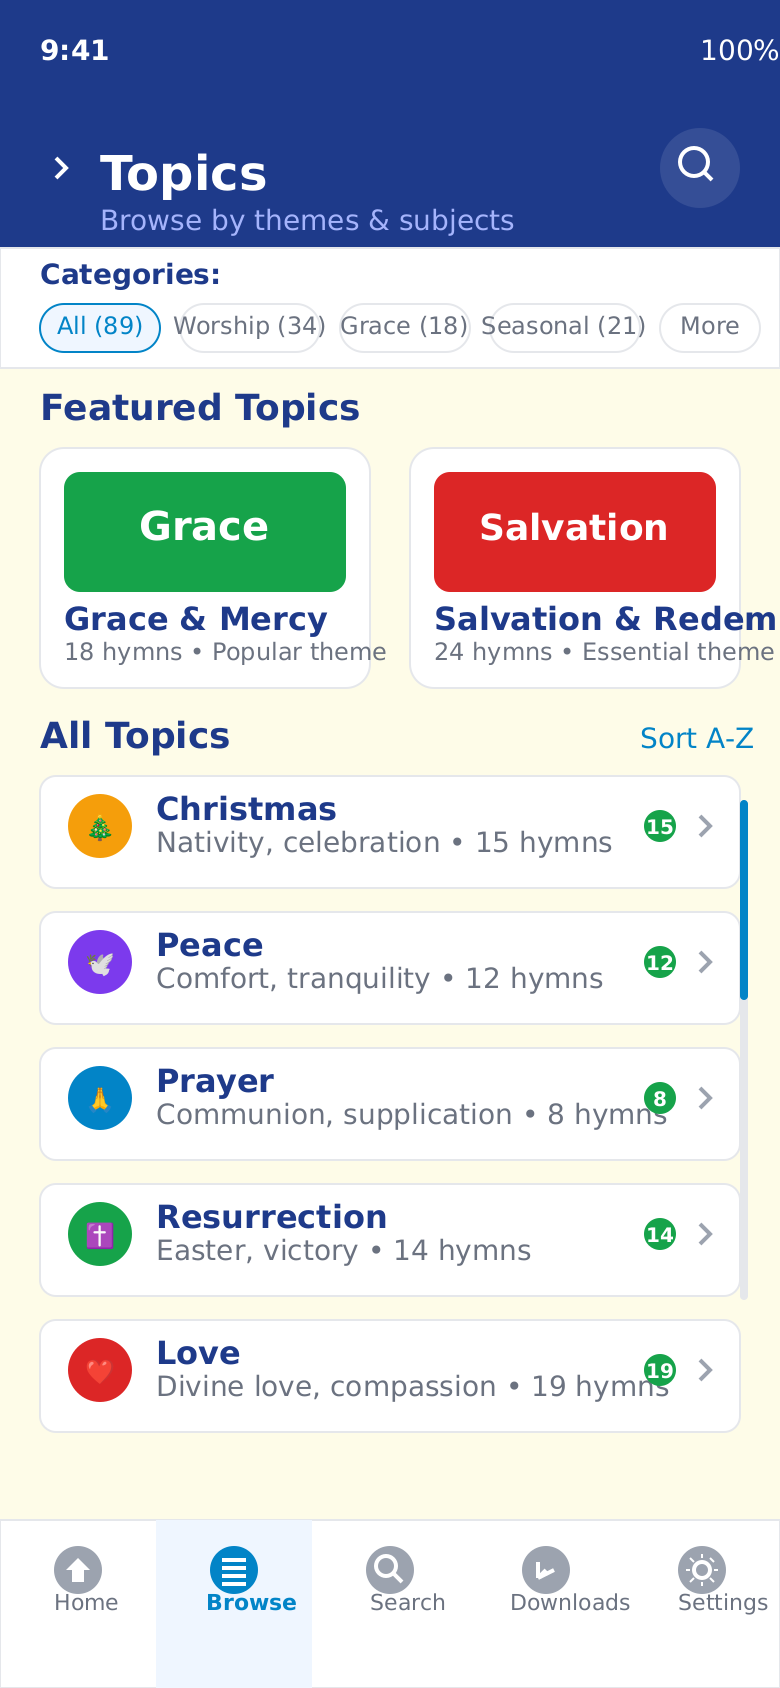 9:41
100%
Topics
Browse by themes & subjects
Categories:
All (89)
Worship (34)
Grace (18)
Seasonal (21)
More
Featured Topics
Grace
Salvation
Grace & Mercy
Salvation & Redem
18 hymns • Popular theme
24 hymns • Essential theme
All Topics
Sort A-Z
Christmas
Nativity, celebration • 15 hymns
15
Peace
Comfort, tranquility • 12 hymns
12
Prayer
Communion, supplication • 8 hymns
8
Resurrection
Easter, victory • 14 hymns
14
Love
Divine love, compassion • 19 hymns
19
Home
Browse
Search
Downloads
Settings